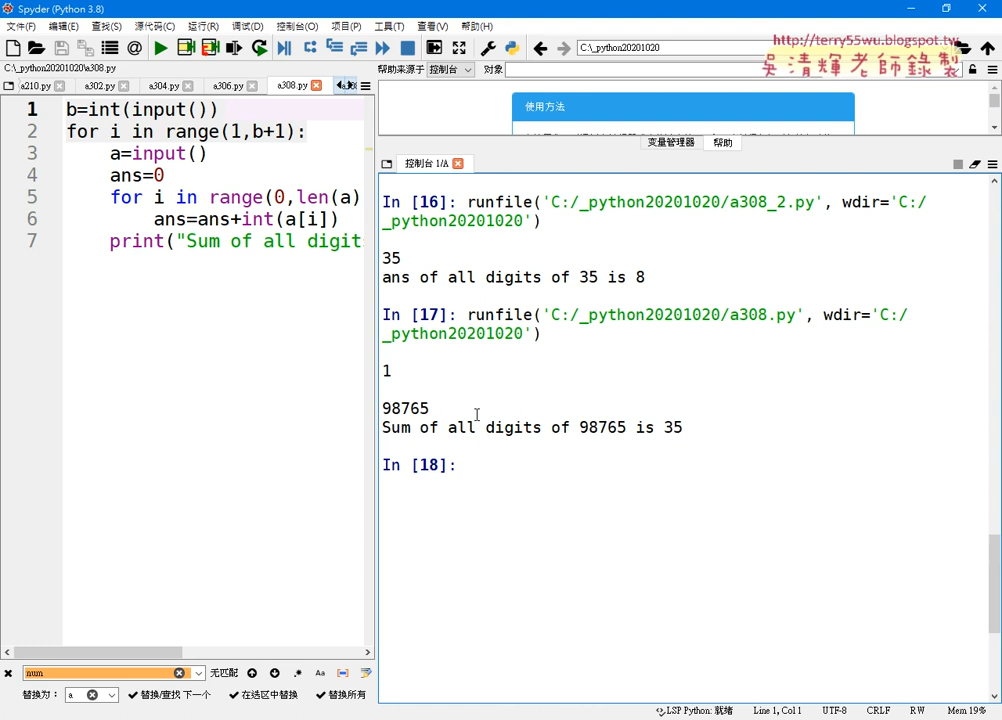 Spyder (Python 3.8)
文件(F) 编辑(E) 查找(S) 源代码(C) 运行(R) 调试(D) 控制台(O) 项目(P) 工具(T) 查看(V) 帮助(H)
http://terry55wu.blogspot.tw
吳清輝老師錄製
C:\_python20201020
C:\_python20201020\a308.py
帮助来源于 控制台 对象
a210.py a302.py a304.py a306.py a308.py
使用方法
变量管理器 帮助
控制台 1/A
1 b=int(input())
2 for i in range(1,b+1):
3 a=input()
4 ans=0
5 for i in range(0,len(a)
6 ans=ans+int(a[i])
7 print("Sum of all digit
In [16]: runfile('C:/_python20201020/a308_2.py', wdir='C:/
_python20201020')
35
ans of all digits of 35 is 8
In [17]: runfile('C:/_python20201020/a308.py', wdir='C:/
_python20201020')
1
98765
Sum of all digits of 98765 is 35
In [18]:
num 无匹配 Aa
替换为: a 替换/查找 下一个 在选区中替换 替换所有
LSP Python: 就绪 Line 1, Col 1 UTF-8 CRLF RW Mem 19%